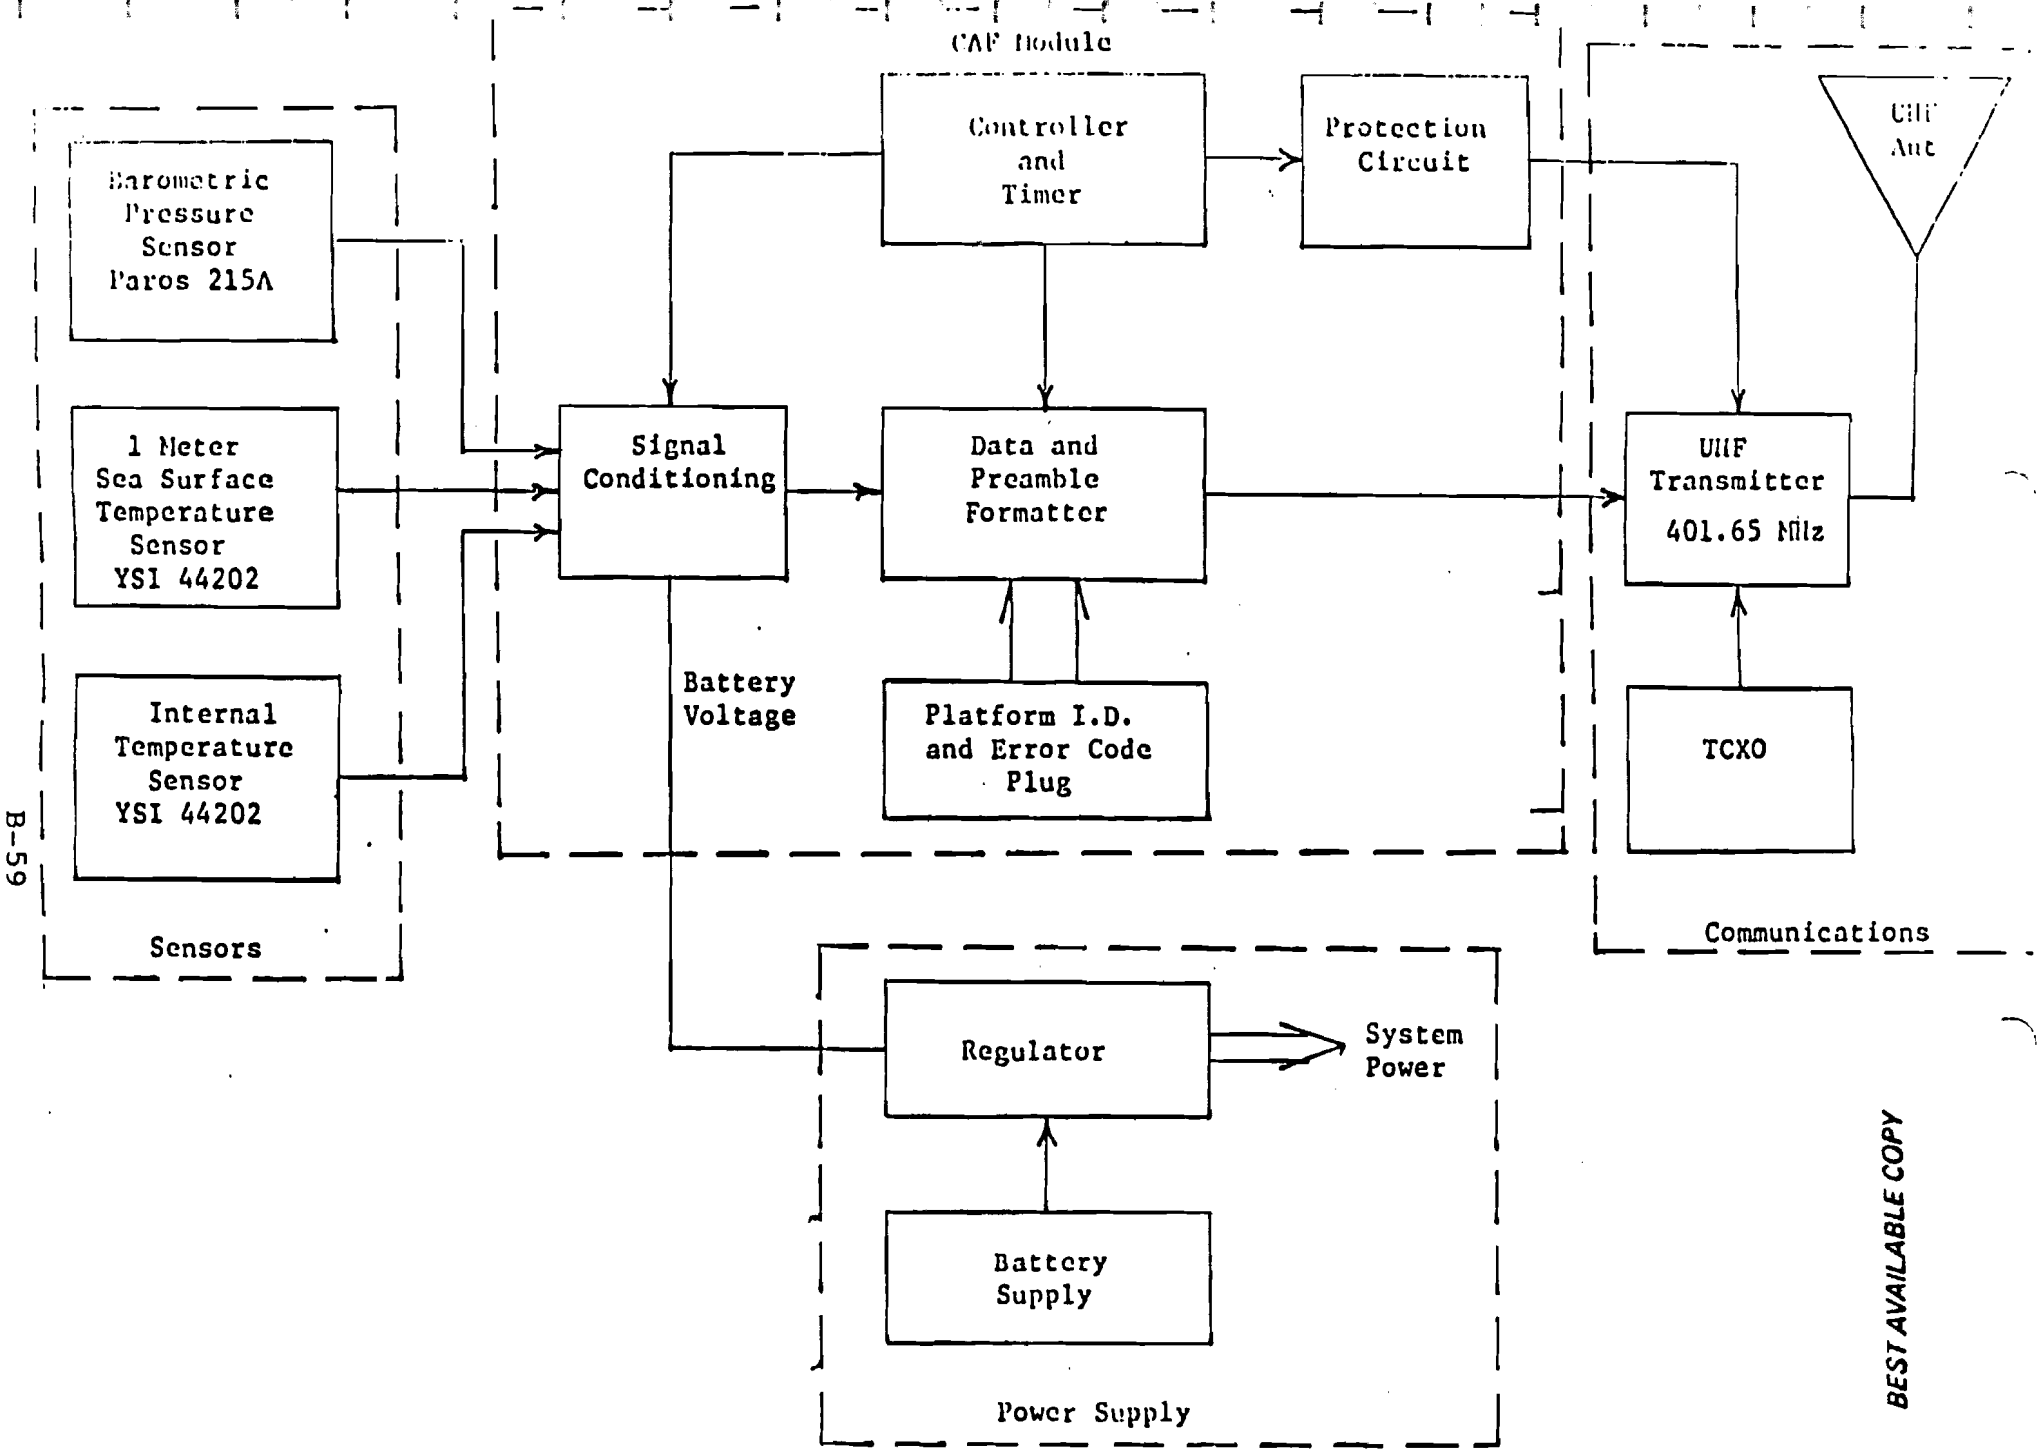 CAF Module
Controller
and
Timer
Protection
Circuit
UHF
Ant
Barometric
Pressure
Sensor
Paros 215A
1 Meter
Sea Surface
Temperature
Sensor
YSI 44202
Signal
Conditioning
Data and
Preamble
Formatter
UHF
Transmitter
401.65 MHz
Internal
Temperature
Sensor
YSI 44202
Battery
Voltage
Platform I.D.
and Error Code
Plug
TCXO
Sensors
Communications
Regulator
System
Power
Battery
Supply
Power Supply
B-59
BEST AVAILABLE COPY